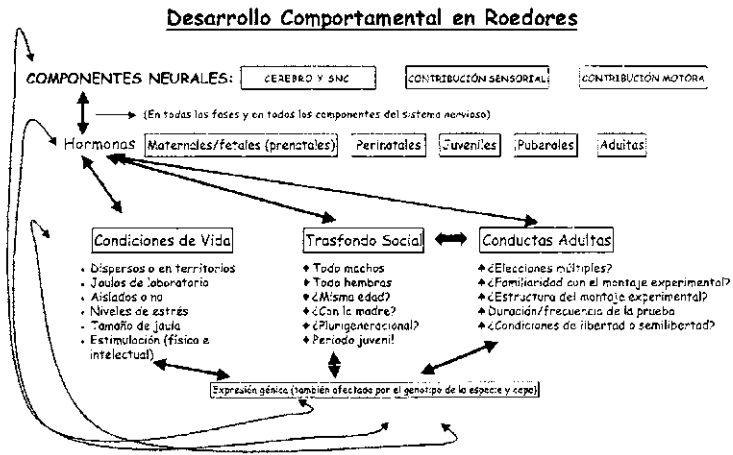 Desarrollo Comportamental en Roedores
COMPONENTES NEURALES: CEREBRO Y SNC CONTRIBUCIÓN SENSORIAL CONTRIBUCIÓN MOTORA
(En todas las fases y en todos los componentes del sistema nervioso)
Hormonas Maternales/fetales (prenatales) Perinatales Juveniles Puberales Adultas
Condiciones de Vida
Dispersos o en territorios
Jaulas de laboratorio
Aislados o no
Niveles de estrés
Tamaño de jaula
Estimulación (física e
intelectual)
Trasfondo Social
Todo machos
Todo hembras
¿Misma edad?
¿Con la madre?
¿Plurigeneracional?
Periodo juvenil
Conductas Adultas
¿Elecciones múltiples?
¿Familiaridad con el montaje experimental?
¿Estructura del montaje experimental?
Duración/frecuencia de la prueba
¿Condiciones de libertad o semilibertad?
Expresión génica (también afectada por el genotipo de la especie y cepa)